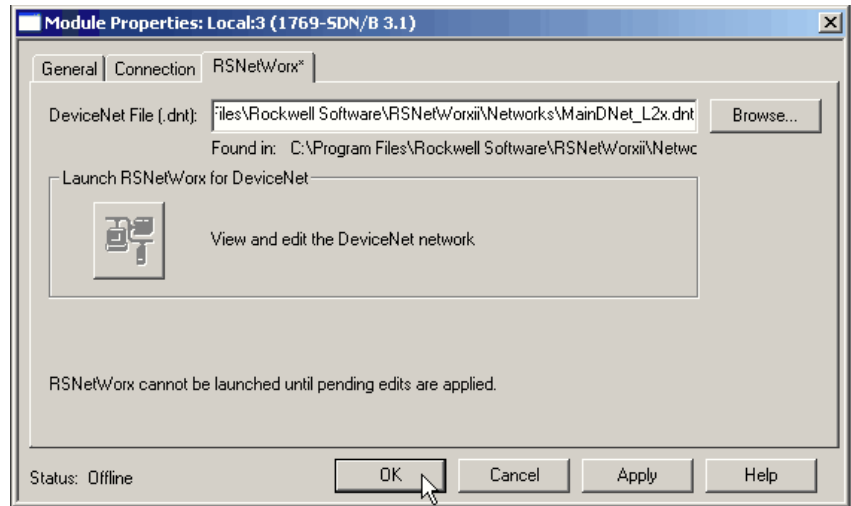 Module Properties: Local:3 (1769-SDN/B 3.1)
General Connection RSNetWorx*
DeviceNet File (.dnt): Files\Rockwell Software\RSNetWorxii\Networks\MainDNet_L2x.dnt Browse...
Found in: C:\Program Files\Rockwell Software\RSNetWorxii\Netwc
Launch RSNetWorx for DeviceNet
View and edit the DeviceNet network
RSNetWorx cannot be launched until pending edits are applied.
Status: Offline OK Cancel Apply Help